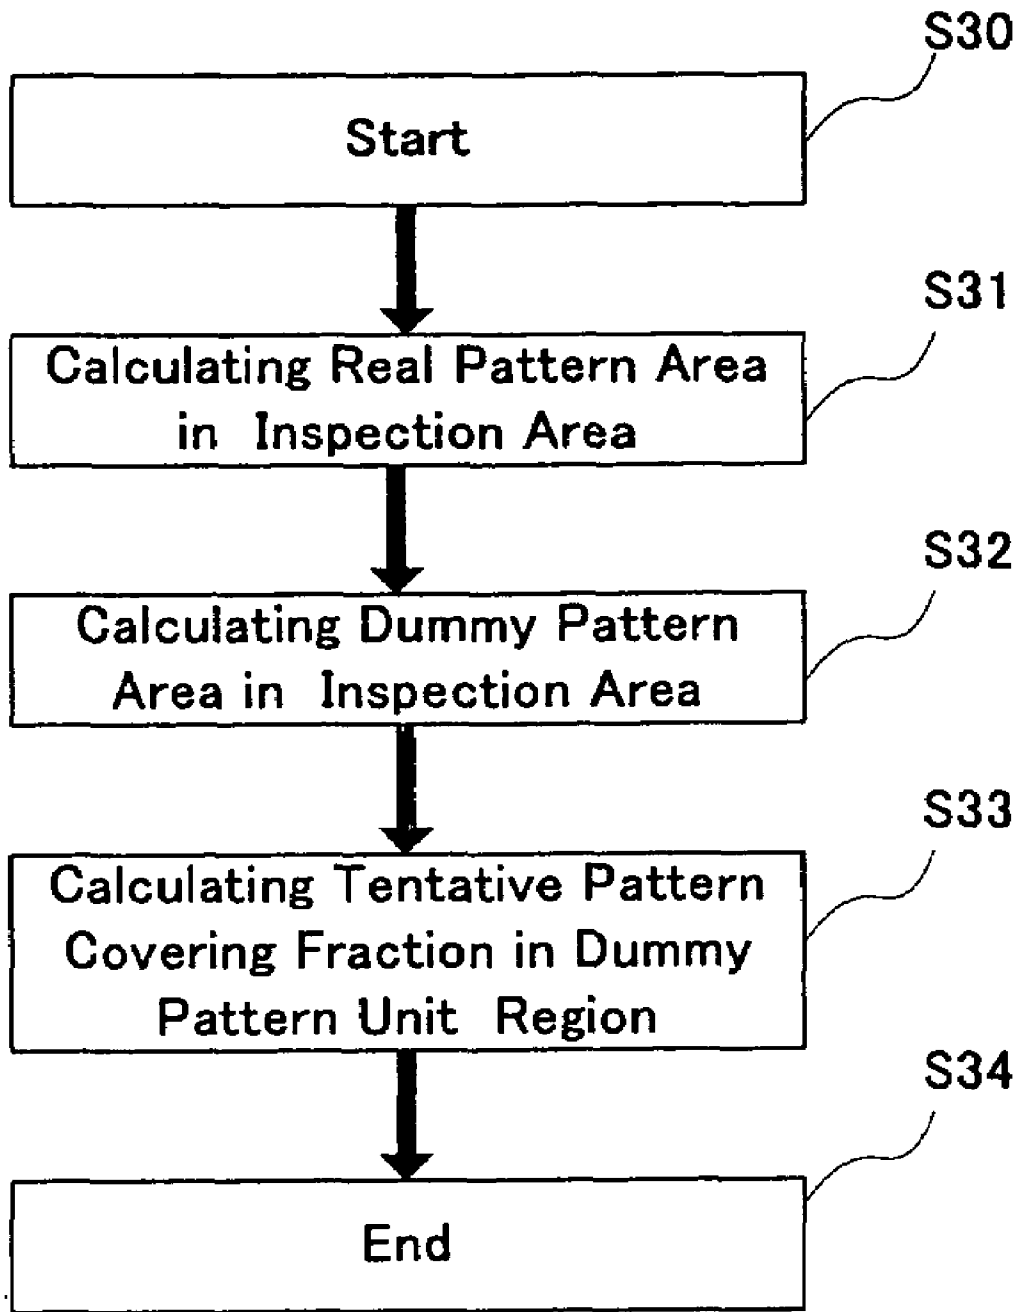 S30
Start
S31
Calculating Real Pattern Area
in Inspection Area
S32
Calculating Dummy Pattern
Area in Inspection Area
S33
Calculating Tentative Pattern
Covering Fraction in Dummy
Pattern Unit Region
S34
End